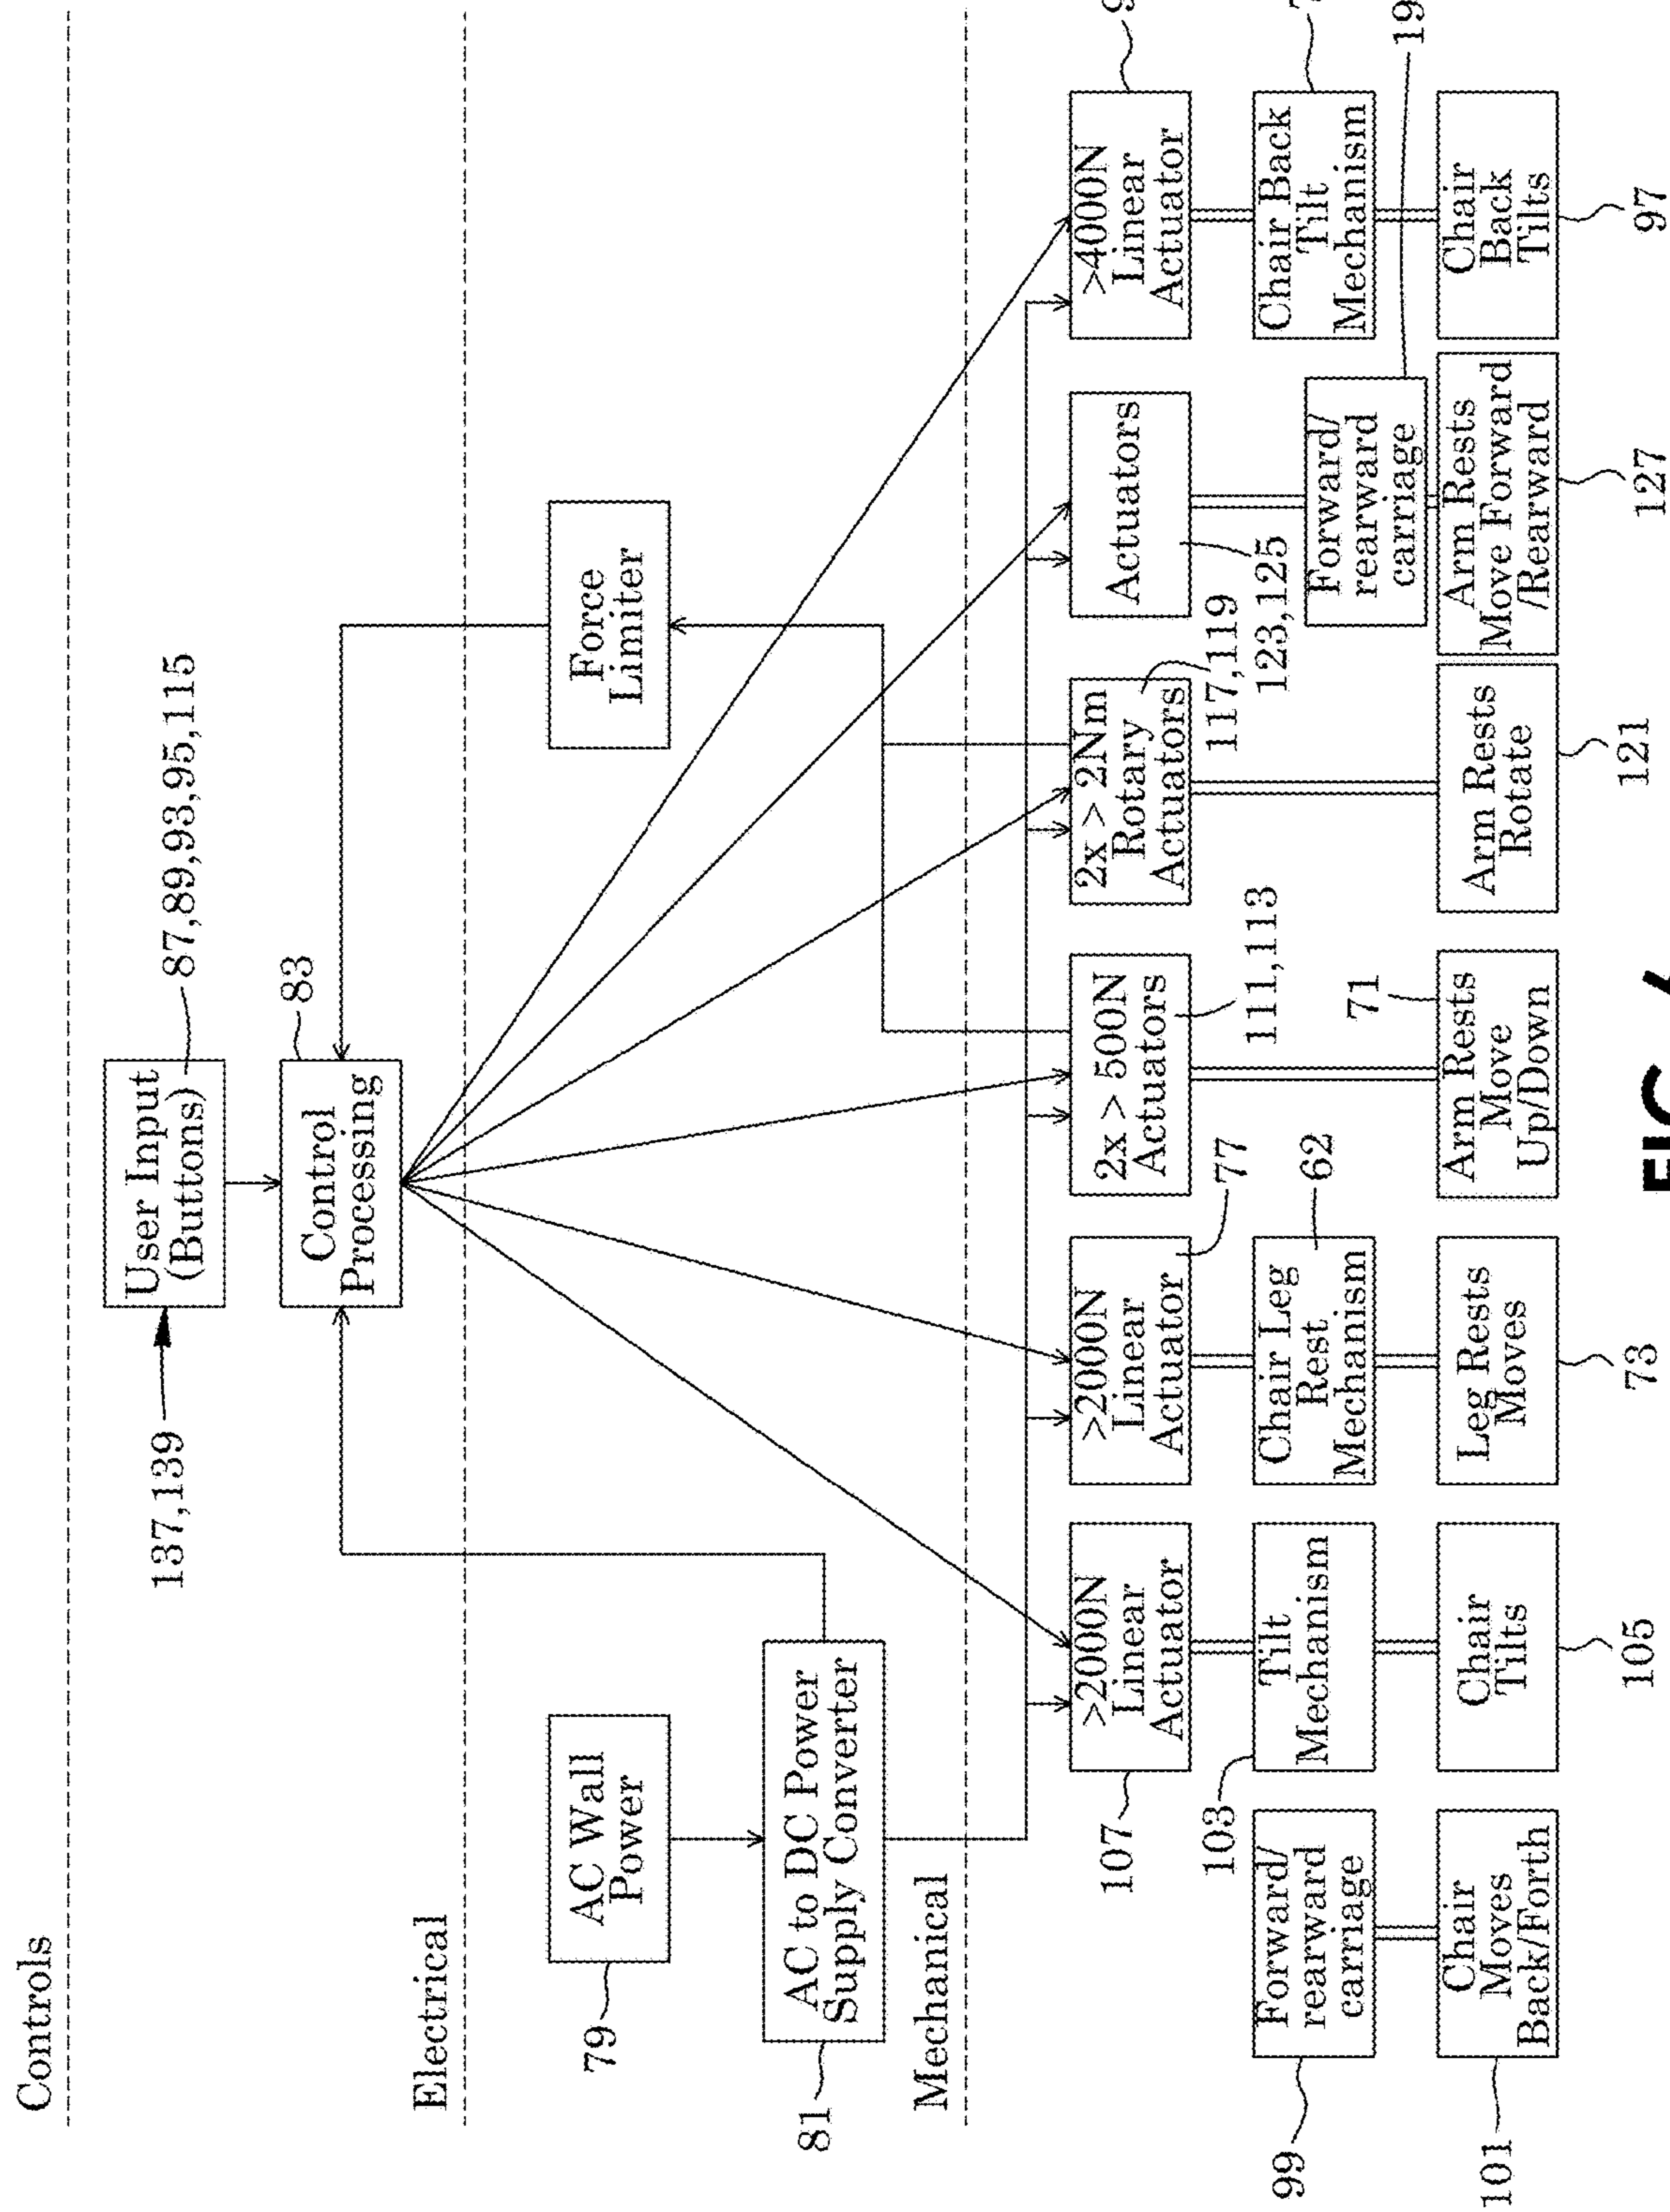 Controls
137,139
User Input
(Buttons)
87,89,93,95,115
Control
Processing
83
Electrical
79
AC Wall
Power
Force
Limiter
81
AC to DC Power
Supply Converter
Mechanical
107
>2000N
Linear
Actuator
>2000N
Linear
Actuator
77
2x > 500N
Actuators
111,113
2x > 2Nm
Rotary
Actuators
117,119
Actuators
123,125
>4000N
Linear
Actuator
99
Forward/
rearward
carriage
103
Tilt
Mechanism
Chair Leg
Rest
Mechanism
62
Forward/
rearward
carriage
Chair Back
Tilt
Mechanism
101
Chair
Moves
Back/Forth
Chair
Tilts
105
Leg Rests
Moves
73
Arm Rests
Move
Up/Down
71
Arm Rests
Rotate
121
Arm Rests
Move Forward
/Rearward
127
Chair
Back
Tilts
97